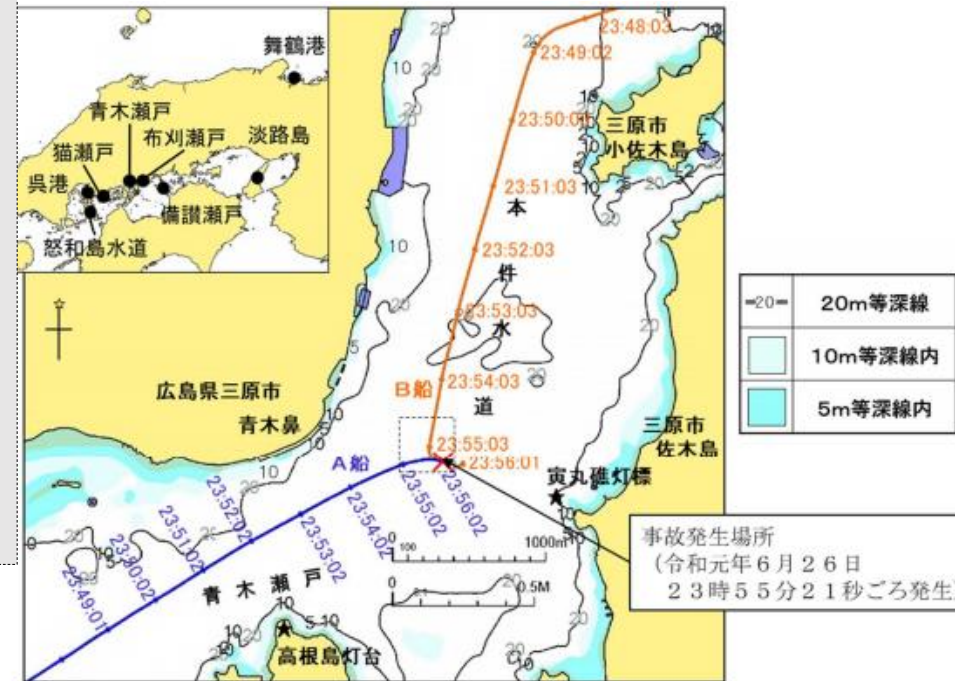 舞鶴港
青木瀬戸
布刈瀬戸
淡路島
猫瀬戸
呉港
備讃瀬戸
怒和島水道
23:48:03
23:49:02
三原市
小佐木島
23:51:03
本
件
水
道
23:52:03
23:53:03
23:54:03
B船
23:55:03
23:56:01
広島県三原市
青木鼻
A船
三原市
佐木島
寅丸礁灯標
23:56:02
23:55:02
23:54:02
23:53:02
23:52:02
23:51:02
23:50:02
23:49:01
青木瀬戸
高根島灯台
0 100 1000m
0 0.5M
事故発生場所
(令和元年6月26日
23時55分21秒ごろ発生
20 20m等深線
10m等深線内
5m等深線内